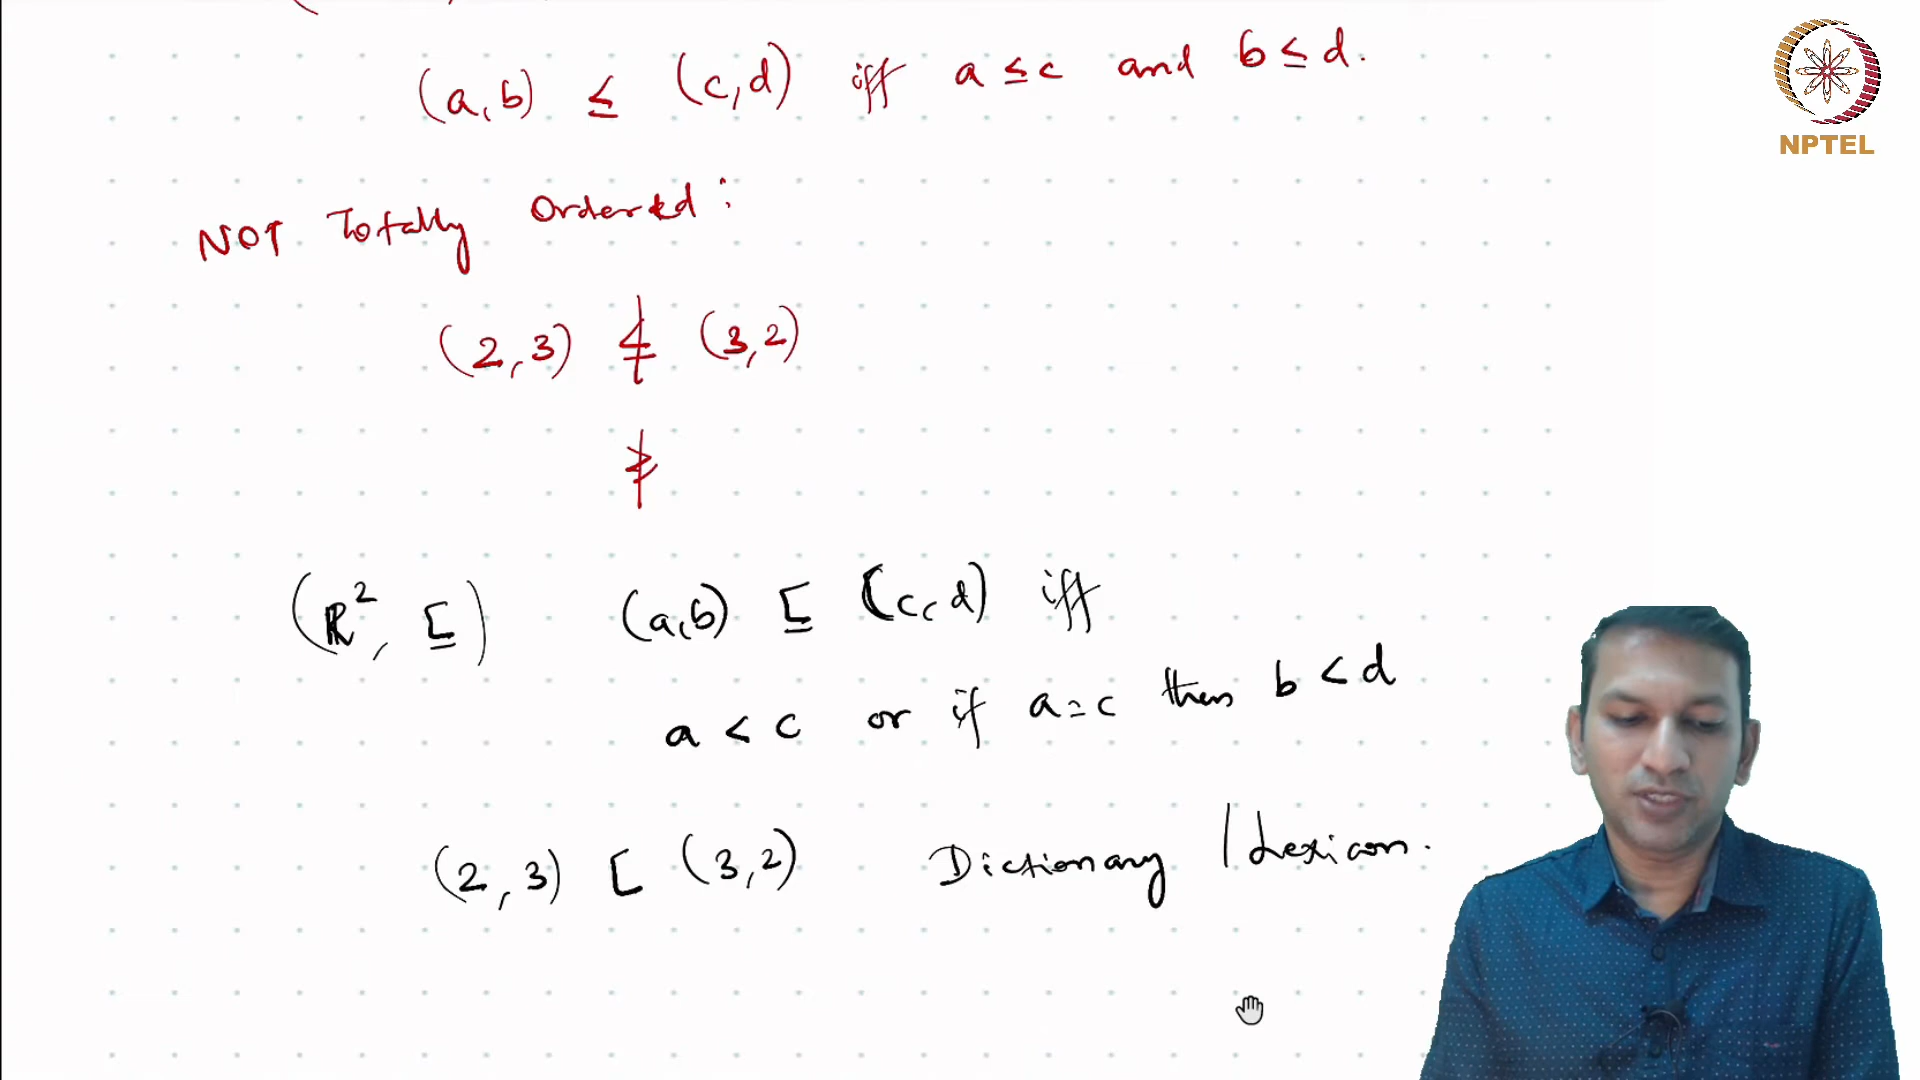 (a,b) ≤ (c,d) iff a ≤ c and b ≤ d.
NPTEL
NOT Totally Ordered:
(2,3) ≰ (3,2)
≱
(ℝ², ⊑) (a,b) ⊑ (c,d) iff
a < c or if a = c then b < d
(2,3) ⊏ (3,2) Dictionary / Lexicon.